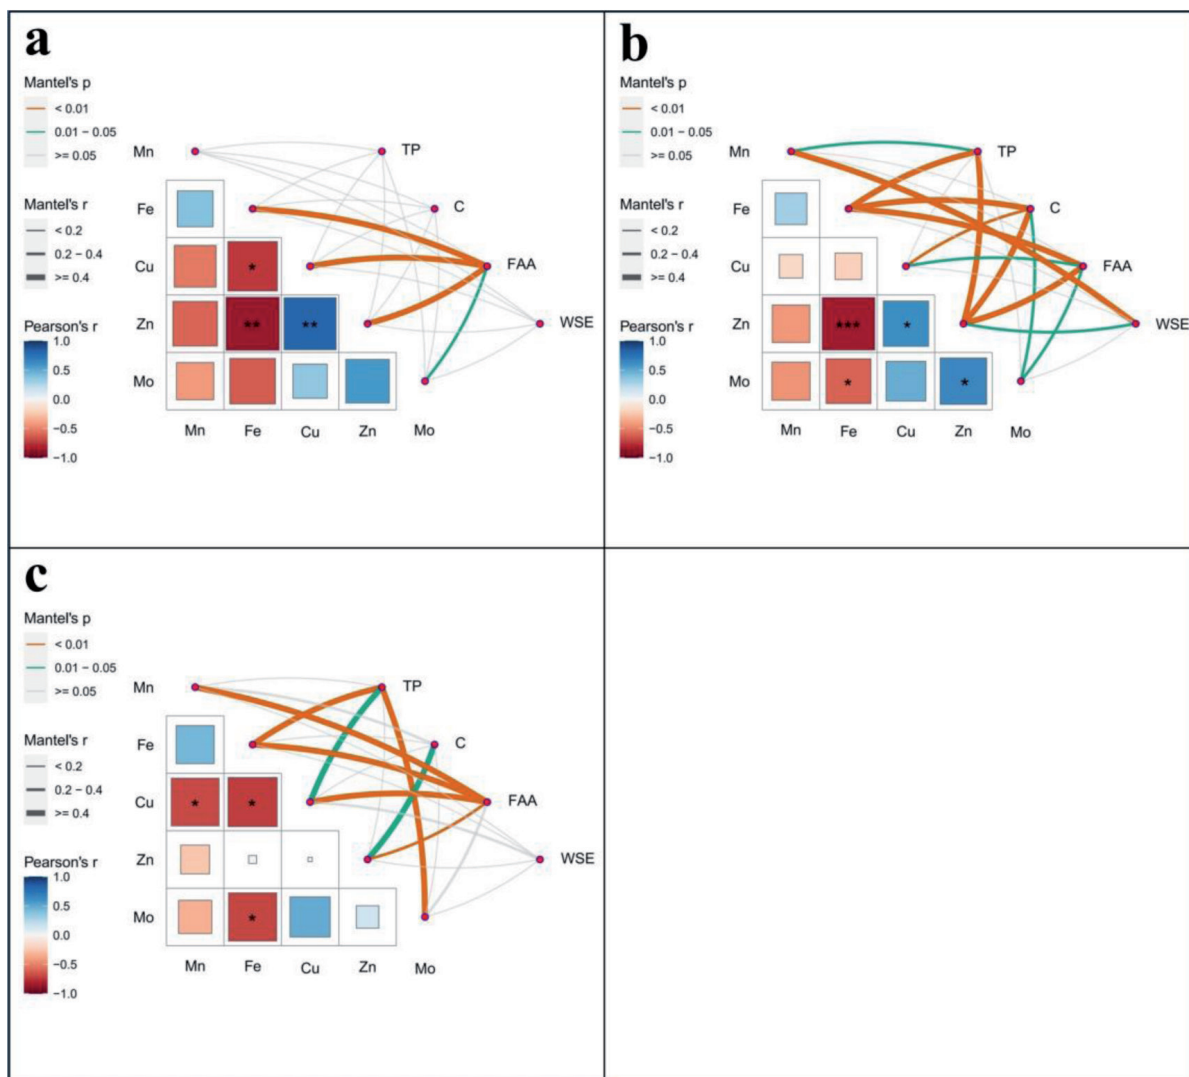 a
Mantel's p
< 0.01
0.01 − 0.05
>= 0.05
Mantel's r
< 0.2
0.2 − 0.4
>= 0.4
Pearson's r
1.0
0.5
0.0
−0.5
−1.0
Mn
TP
Fe
C
Cu
*
FAA
Zn
** **
WSE
Mo
Mn Fe Cu Zn Mo
b
Mantel's p
< 0.01
0.01 − 0.05
>= 0.05
Mantel's r
< 0.2
0.2 − 0.4
>= 0.4
Pearson's r
1.0
0.5
0.0
−0.5
−1.0
Mn
TP
Fe
C
Cu
FAA
Zn
*** *
WSE
Mo
* *
Mn Fe Cu Zn Mo
c
Mantel's p
< 0.01
0.01 − 0.05
>= 0.05
Mantel's r
< 0.2
0.2 − 0.4
>= 0.4
Pearson's r
1.0
0.5
0.0
−0.5
−1.0
Mn
TP
Fe
C
Cu
* *
FAA
Zn
WSE
Mo
*
Mn Fe Cu Zn Mo